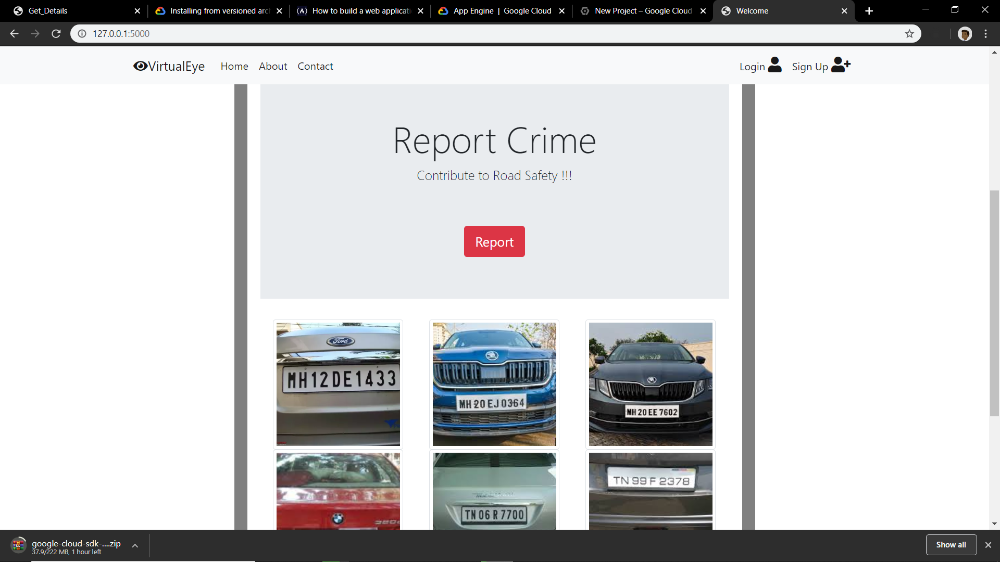 Get_Details
Installing from versioned arc
How to build a web applicati
App Engine | Google Cloud
New Project – Google Cloud
Welcome
127.0.0.1:5000
VirtualEye
Home
About
Contact
Login
Sign Up
Report Crime
Contribute to Road Safety !!!
Report
Ford
MH12DE1433
MH 20 EJ 0364
MH 20 EE 7602
TN 06 R 7700
TN 99 F 2378
google-cloud-sdk-....zip
37.9/222 MB, 1 hour left
Show all